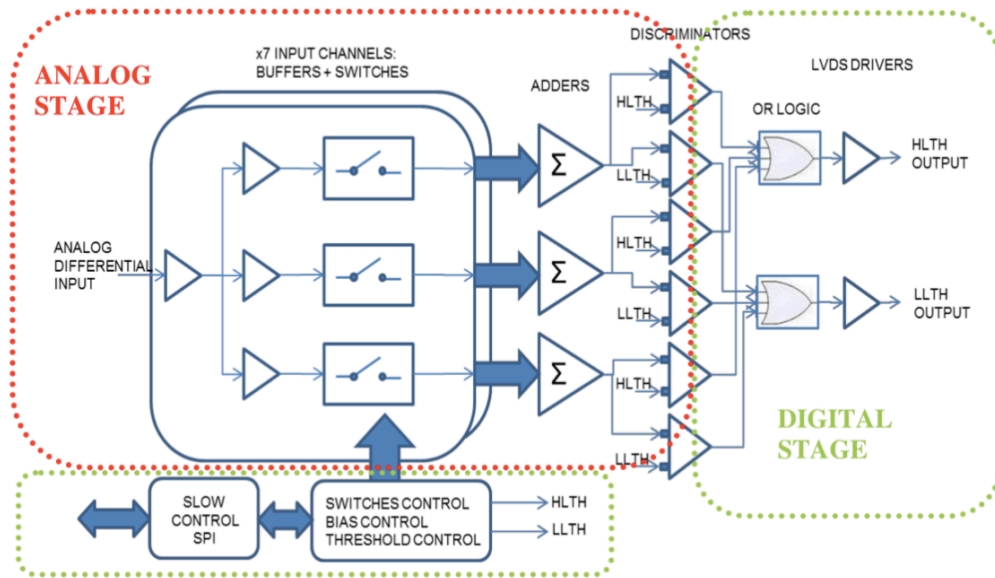 ANALOG
STAGE
x7 INPUT CHANNELS:
BUFFERS + SWITCHES
ADDERS
DISCRIMINATORS
LVDS DRIVERS
OR LOGIC
HLTH
Σ
LLTH
HLTH
OUTPUT
ANALOG
DIFFERENTIAL
INPUT
HLTH
Σ
LLTH
LLTH
OUTPUT
Σ
HLTH
LLTH
DIGITAL
STAGE
SLOW
CONTROL
SPI
SWITCHES CONTROL
BIAS CONTROL
THRESHOLD CONTROL
HLTH
LLTH